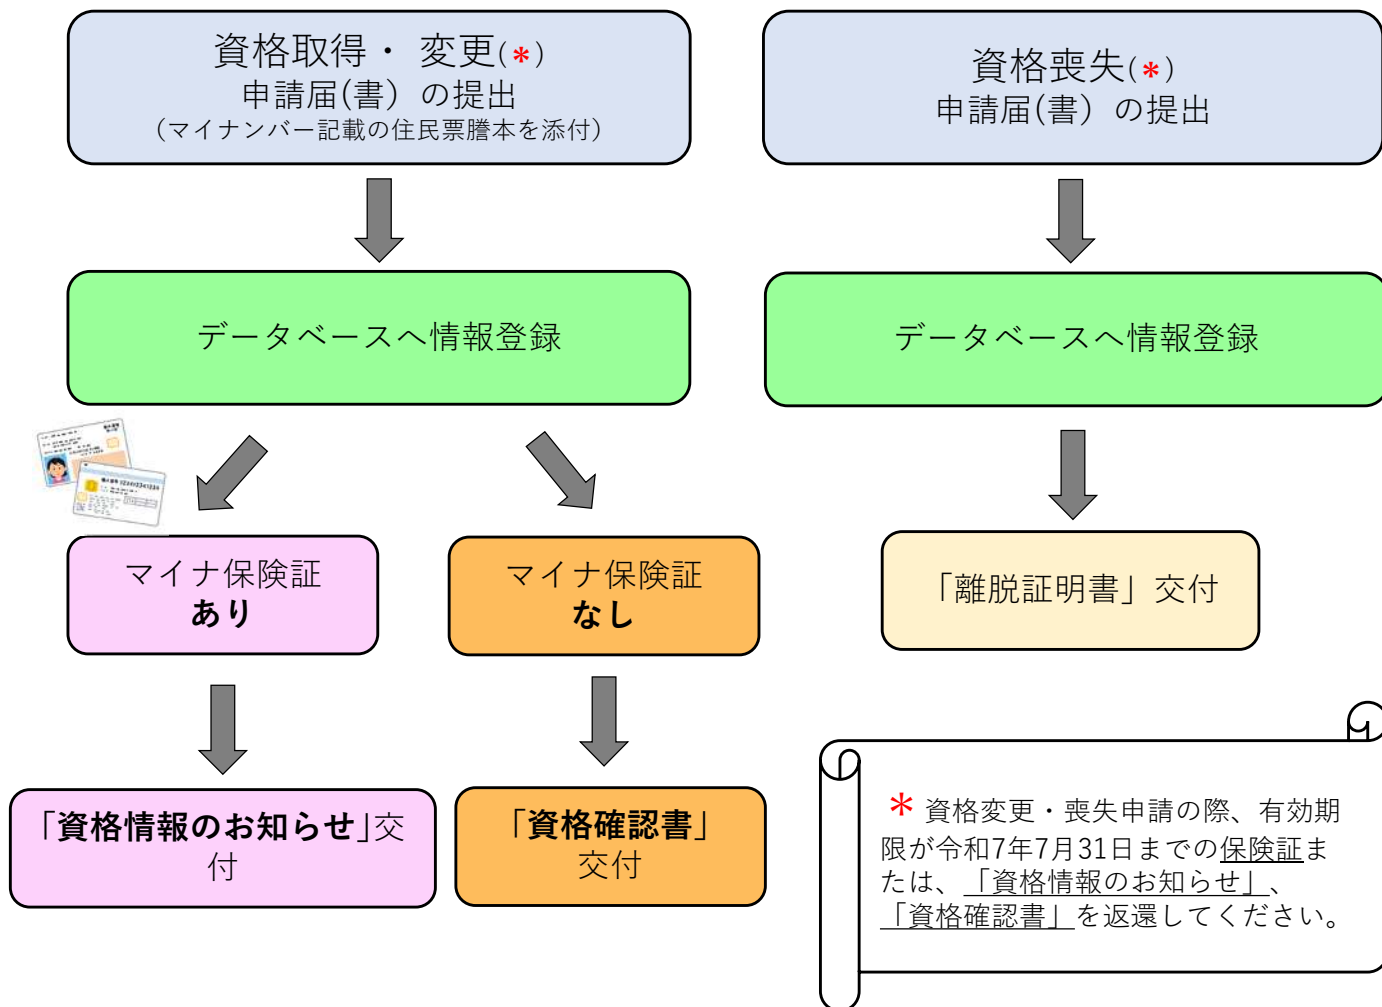 資格取得・ 変更(*)
申請届(書) の提出
(マイナンバー記載の住民票謄本を添付)
資格喪失(*)
申請届(書) の提出
データベースへ情報登録
データベースへ情報登録
マイナ保険証
あり
マイナ保険証
なし
「離脱証明書」交付
「資格情報のお知らせ」交
付
「資格確認書」
交付
* 資格変更・喪失申請の際、有効期
限が令和7年7月31日までの保険証ま
たは、「資格情報のお知らせ」、
「資格確認書」を返還してください。